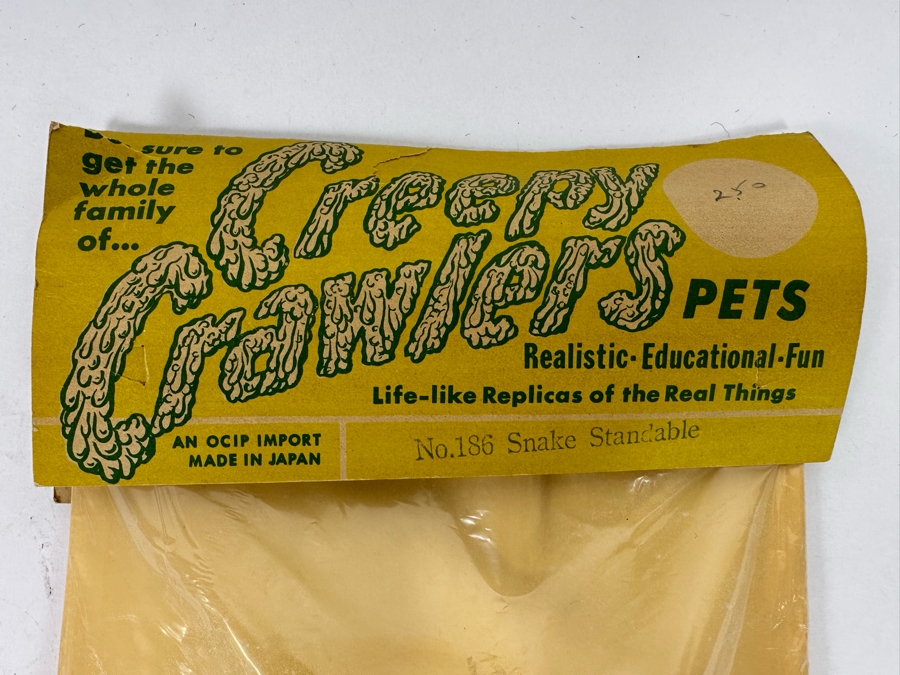 sure to
get the
whole
family
of...
Creepy
Crawlers
PETS
250
Realistic·Educational·Fun
Life-like Replicas of the Real Things
AN OCIP IMPORT
MADE IN JAPAN
No.186 Snake Standable